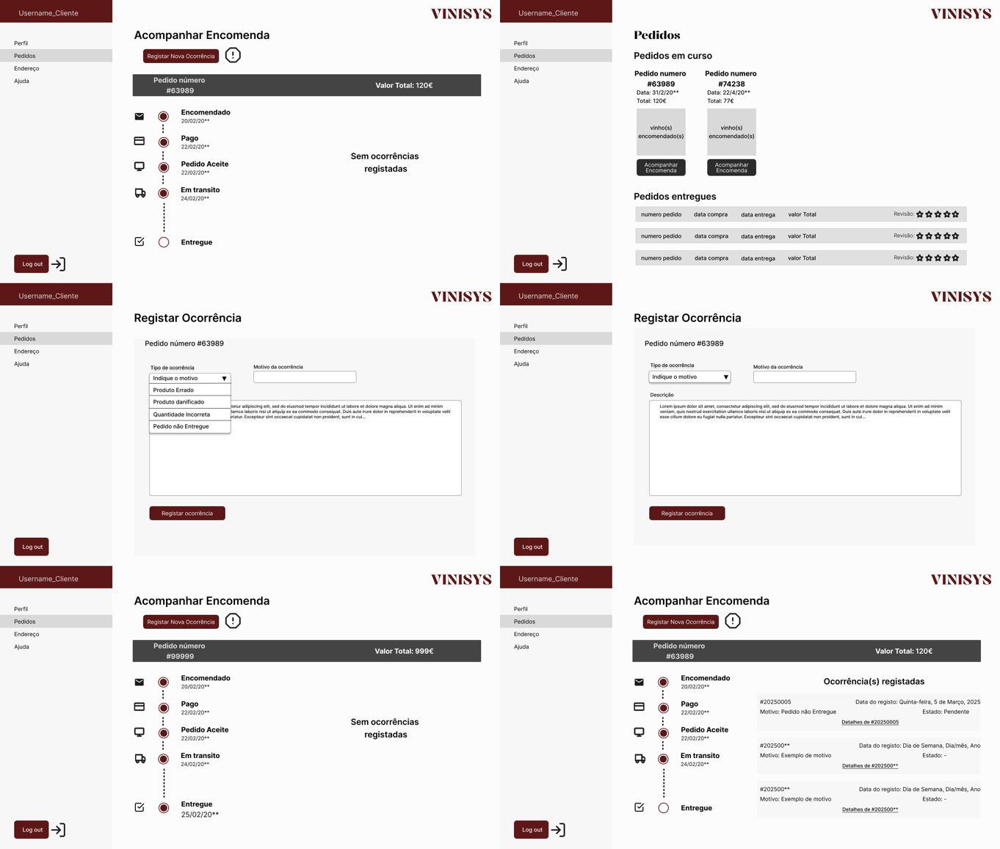 Username_Cliente
VINISYS
Perfil
Pedidos
Endereço
Ajuda
Acompanhar Encomenda
Registar Nova Ocorrência
Pedido número
#63989
Valor Total: 120€
Encomendado
20/02/20**
Pago
22/02/20**
Pedido Aceite
22/02/20**
Em transito
24/02/20**
Entregue
Sem ocorrências
registadas
Log out
Username_Cliente
VINISYS
Perfil
Pedidos
Endereço
Ajuda
Pedidos
Pedidos em curso
Pedido numero
#63989
Data: 31/2/20**
Total: 120€
vinho(s)
encomendado(s)
Acompanhar
Encomenda
Pedido numero
#74238
Data: 22/4/20**
Total: 77€
vinho(s)
encomendado(s)
Acompanhar
Encomenda
Pedidos entregues
numero pedido data compra data entrega valor Total Revisão:
numero pedido data compra data entrega valor Total Revisão:
numero pedido data compra data entrega valor Total Revisão:
Log out
Username_Cliente
VINISYS
Perfil
Pedidos
Endereço
Ajuda
Registar Ocorrência
Pedido número #63989
Tipo de ocorrência
Indique o motivo ▼
Produto Errado
Produto danificado
Quantidade Incorreta
Pedido não Entregue
Motivo da ocorrência
tetur adipiscing elit, sed do eiusmod tempor incididunt ut labore et dolore magna aliqua. Ut enim ad minim
llamco laboris nisi ut aliquip ex ea commodo consequat. Duis aute irure dolor in reprehenderit in voluptate velit
riatur. Excepteur sint occaecat cupidatat non proident, sunt in cul...
Registar ocorrência
Log out
Username_Cliente
VINISYS
Perfil
Pedidos
Endereço
Ajuda
Registar Ocorrência
Pedido número #63989
Tipo de ocorrência
Indique o motivo ▼
Motivo da ocorrência
Descrição
Lorem ipsum dolor sit amet, consectetur adipiscing elit, sed do eiusmod tempor incididunt ut labore et dolore magna aliqua. Ut enim ad minim
veniam, quis nostrud exercitation ullamco laboris nisi ut aliquip ex ea commodo consequat. Duis aute irure dolor in reprehenderit in voluptate velit
esse cillum dolore eu fugiat nulla pariatur. Excepteur sint occaecat cupidatat non proident, sunt in cul...
Registar ocorrência
Log out
Username_Cliente
VINISYS
Perfil
Pedidos
Endereço
Ajuda
Acompanhar Encomenda
Registar Nova Ocorrência
Pedido número
#99999
Valor Total: 999€
Encomendado
20/02/20**
Pago
22/02/20**
Pedido Aceite
22/02/20**
Em transito
24/02/20**
Entregue
25/02/20**
Sem ocorrências
registadas
Log out
Username_Cliente
VINISYS
Perfil
Pedidos
Endereço
Ajuda
Acompanhar Encomenda
Registar Nova Ocorrência
Pedido número
#63989
Valor Total: 120€
Encomendado
20/02/20**
Pago
22/02/20**
Pedido Aceite
22/02/20**
Em transito
24/02/20**
Entregue
Ocorrência(s) registadas
#20250005 Data do registo: Quinta-feira, 5 de Março, 2025
Motivo: Pedido não Entregue Estado: Pendente
Detalhes de #20250005
#202500** Data do registo: Dia de Semana, Dia/mês, Ano
Motivo: Exemplo de motivo Estado: -
Detalhes de #202500**
#202500** Data do registo: Dia de Semana, Dia/mês, Ano
Motivo: Exemplo de motivo Estado: -
Detalhes de #202500**
Log out